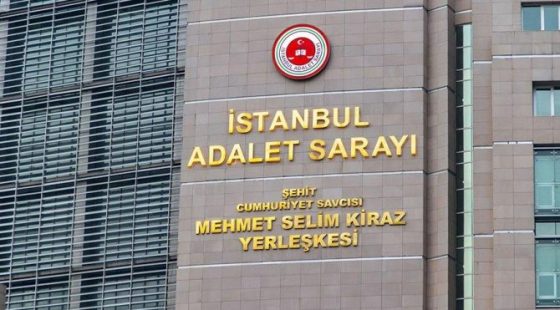 İSTANBUL
ADALET SARAYI
ŞEHİT
CUMHURİYET SAVCISI
MEHMET SELİM KİRAZ
YERLEŞKESİ